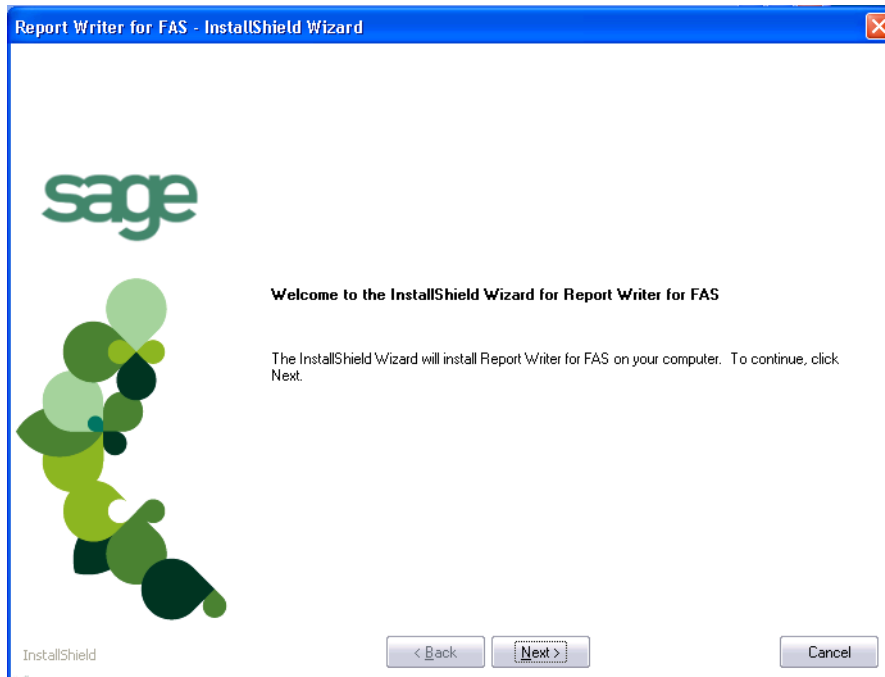 Report Writer for FAS - InstallShield Wizard
sage
Welcome to the InstallShield Wizard for Report Writer for FAS
The InstallShield Wizard will install Report Writer for FAS on your computer. To continue, click
Next.
InstallShield
< Back
Next >
Cancel